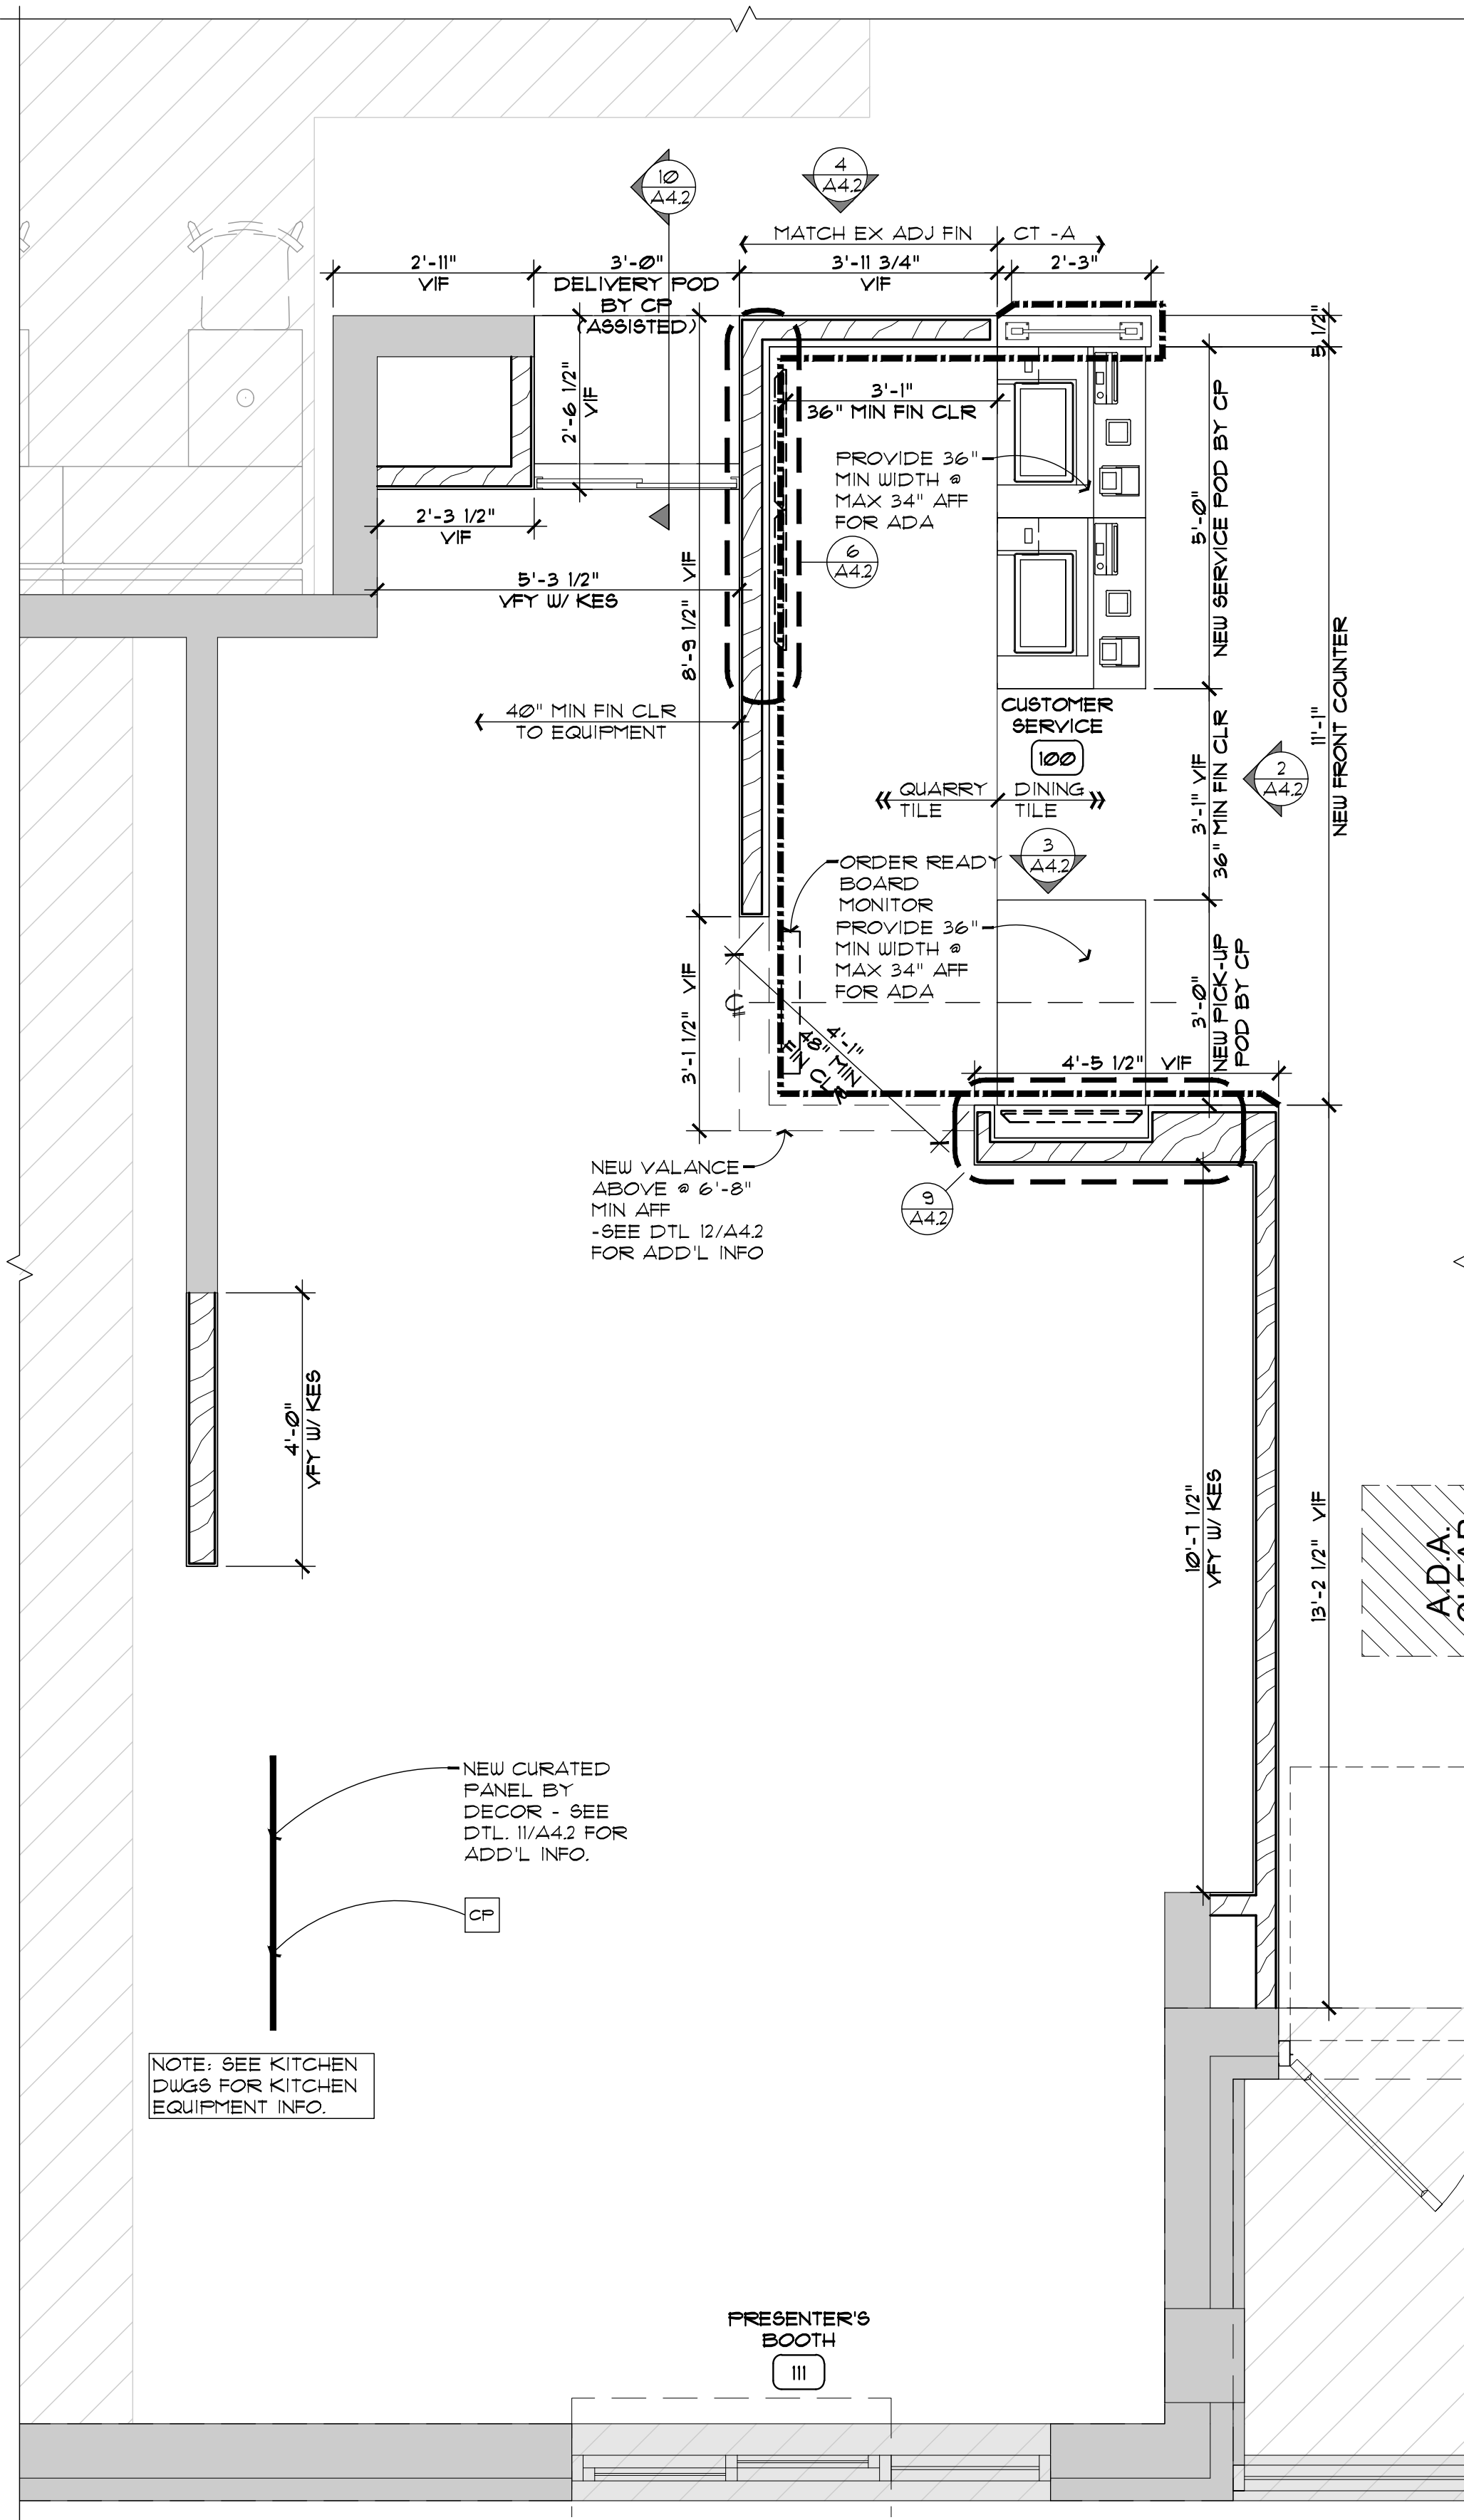 10
A4.2
4
A4.2
MATCH EX ADJ FIN
CT -A
2'-11"
VIF
3'-0"
DELIVERY POD
BY CP
(ASSISTED)
3'-11 3/4"
VIF
2'-3"
5 1/2"
2'-6 1/2"
VIF
3'-1"
36" MIN FIN CLR
PROVIDE 36"
MIN WIDTH @
MAX 34" AFF
FOR ADA
6
A4.2
2'-3 1/2"
VIF
5'-3 1/2"
VFY W/ KES
8'-9 1/2" VIF
5'-0"
NEW SERVICE POD BY CP
40" MIN FIN CLR
TO EQUIPMENT
CUSTOMER
SERVICE
100
11'-1"
NEW FRONT COUNTER
3'-1" VIF
36" MIN FIN CLR
2
A4.2
QUARRY
TILE
DINING
TILE
3
A4.2
ORDER READY
BOARD
MONITOR
PROVIDE 36"
MIN WIDTH @
MAX 34" AFF
FOR ADA
3'-0"
NEW PICK-UP
POD BY CP
3'-1 1/2" VIF
4'-1"
48" MIN
FIN CLR
4'-5 1/2" VIF
NEW VALANCE
ABOVE @ 6'-8"
MIN AFF
-SEE DTL 12/A4.2
FOR ADD'L INFO
9
A4.2
4'-0"
VFY W/ KES
10'-7 1/2"
VFY W/ KES
13'-2 1/2" VIF
A.D.A.
NEW CURATED
PANEL BY
DECOR - SEE
DTL. 11/A4.2 FOR
ADD'L INFO.
CP
NOTE: SEE KITCHEN
DWGS FOR KITCHEN
EQUIPMENT INFO.
PRESENTER'S
BOOTH
111